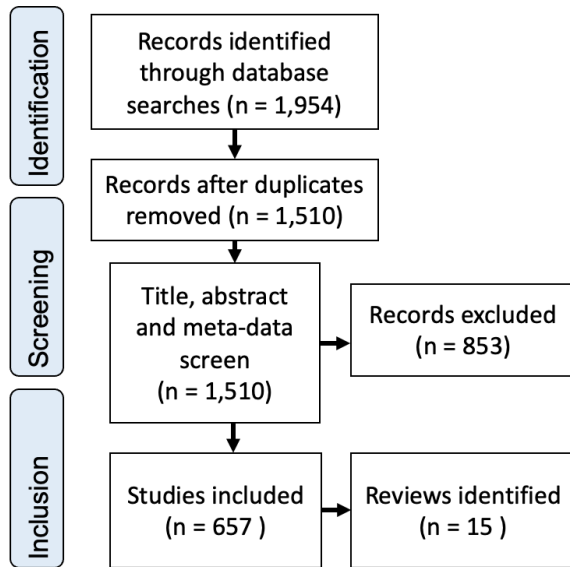 Identification
Records identified
through database
searches (n = 1,954)
Records after duplicates
removed (n = 1,510)
Screening
Title, abstract
and meta-data
screen
(n = 1,510)
Records excluded
(n = 853)
Inclusion
Studies included
(n = 657 )
Reviews identified
(n = 15 )